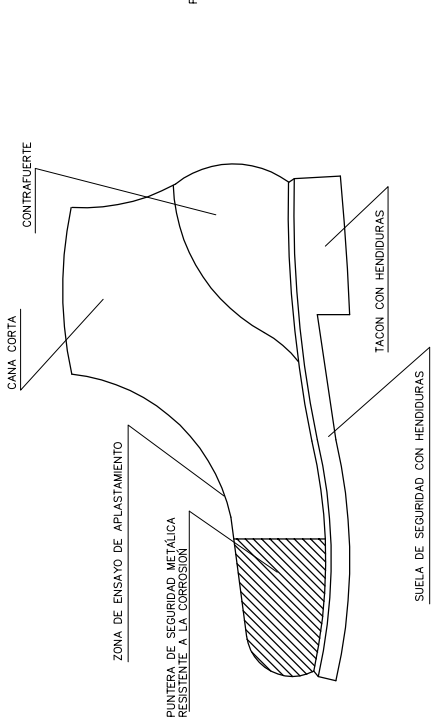 CONTRAFUERTE
CANA CORTA
ZONA DE ENSAYO DE APLASTAMIENTO
PUNTERA DE SEGURIDAD METÁLICA
RESISTENTE A LA CORROSIÓN
TACON CON HENDIDURAS
SUELA DE SEGURIDAD CON HENDIDURAS